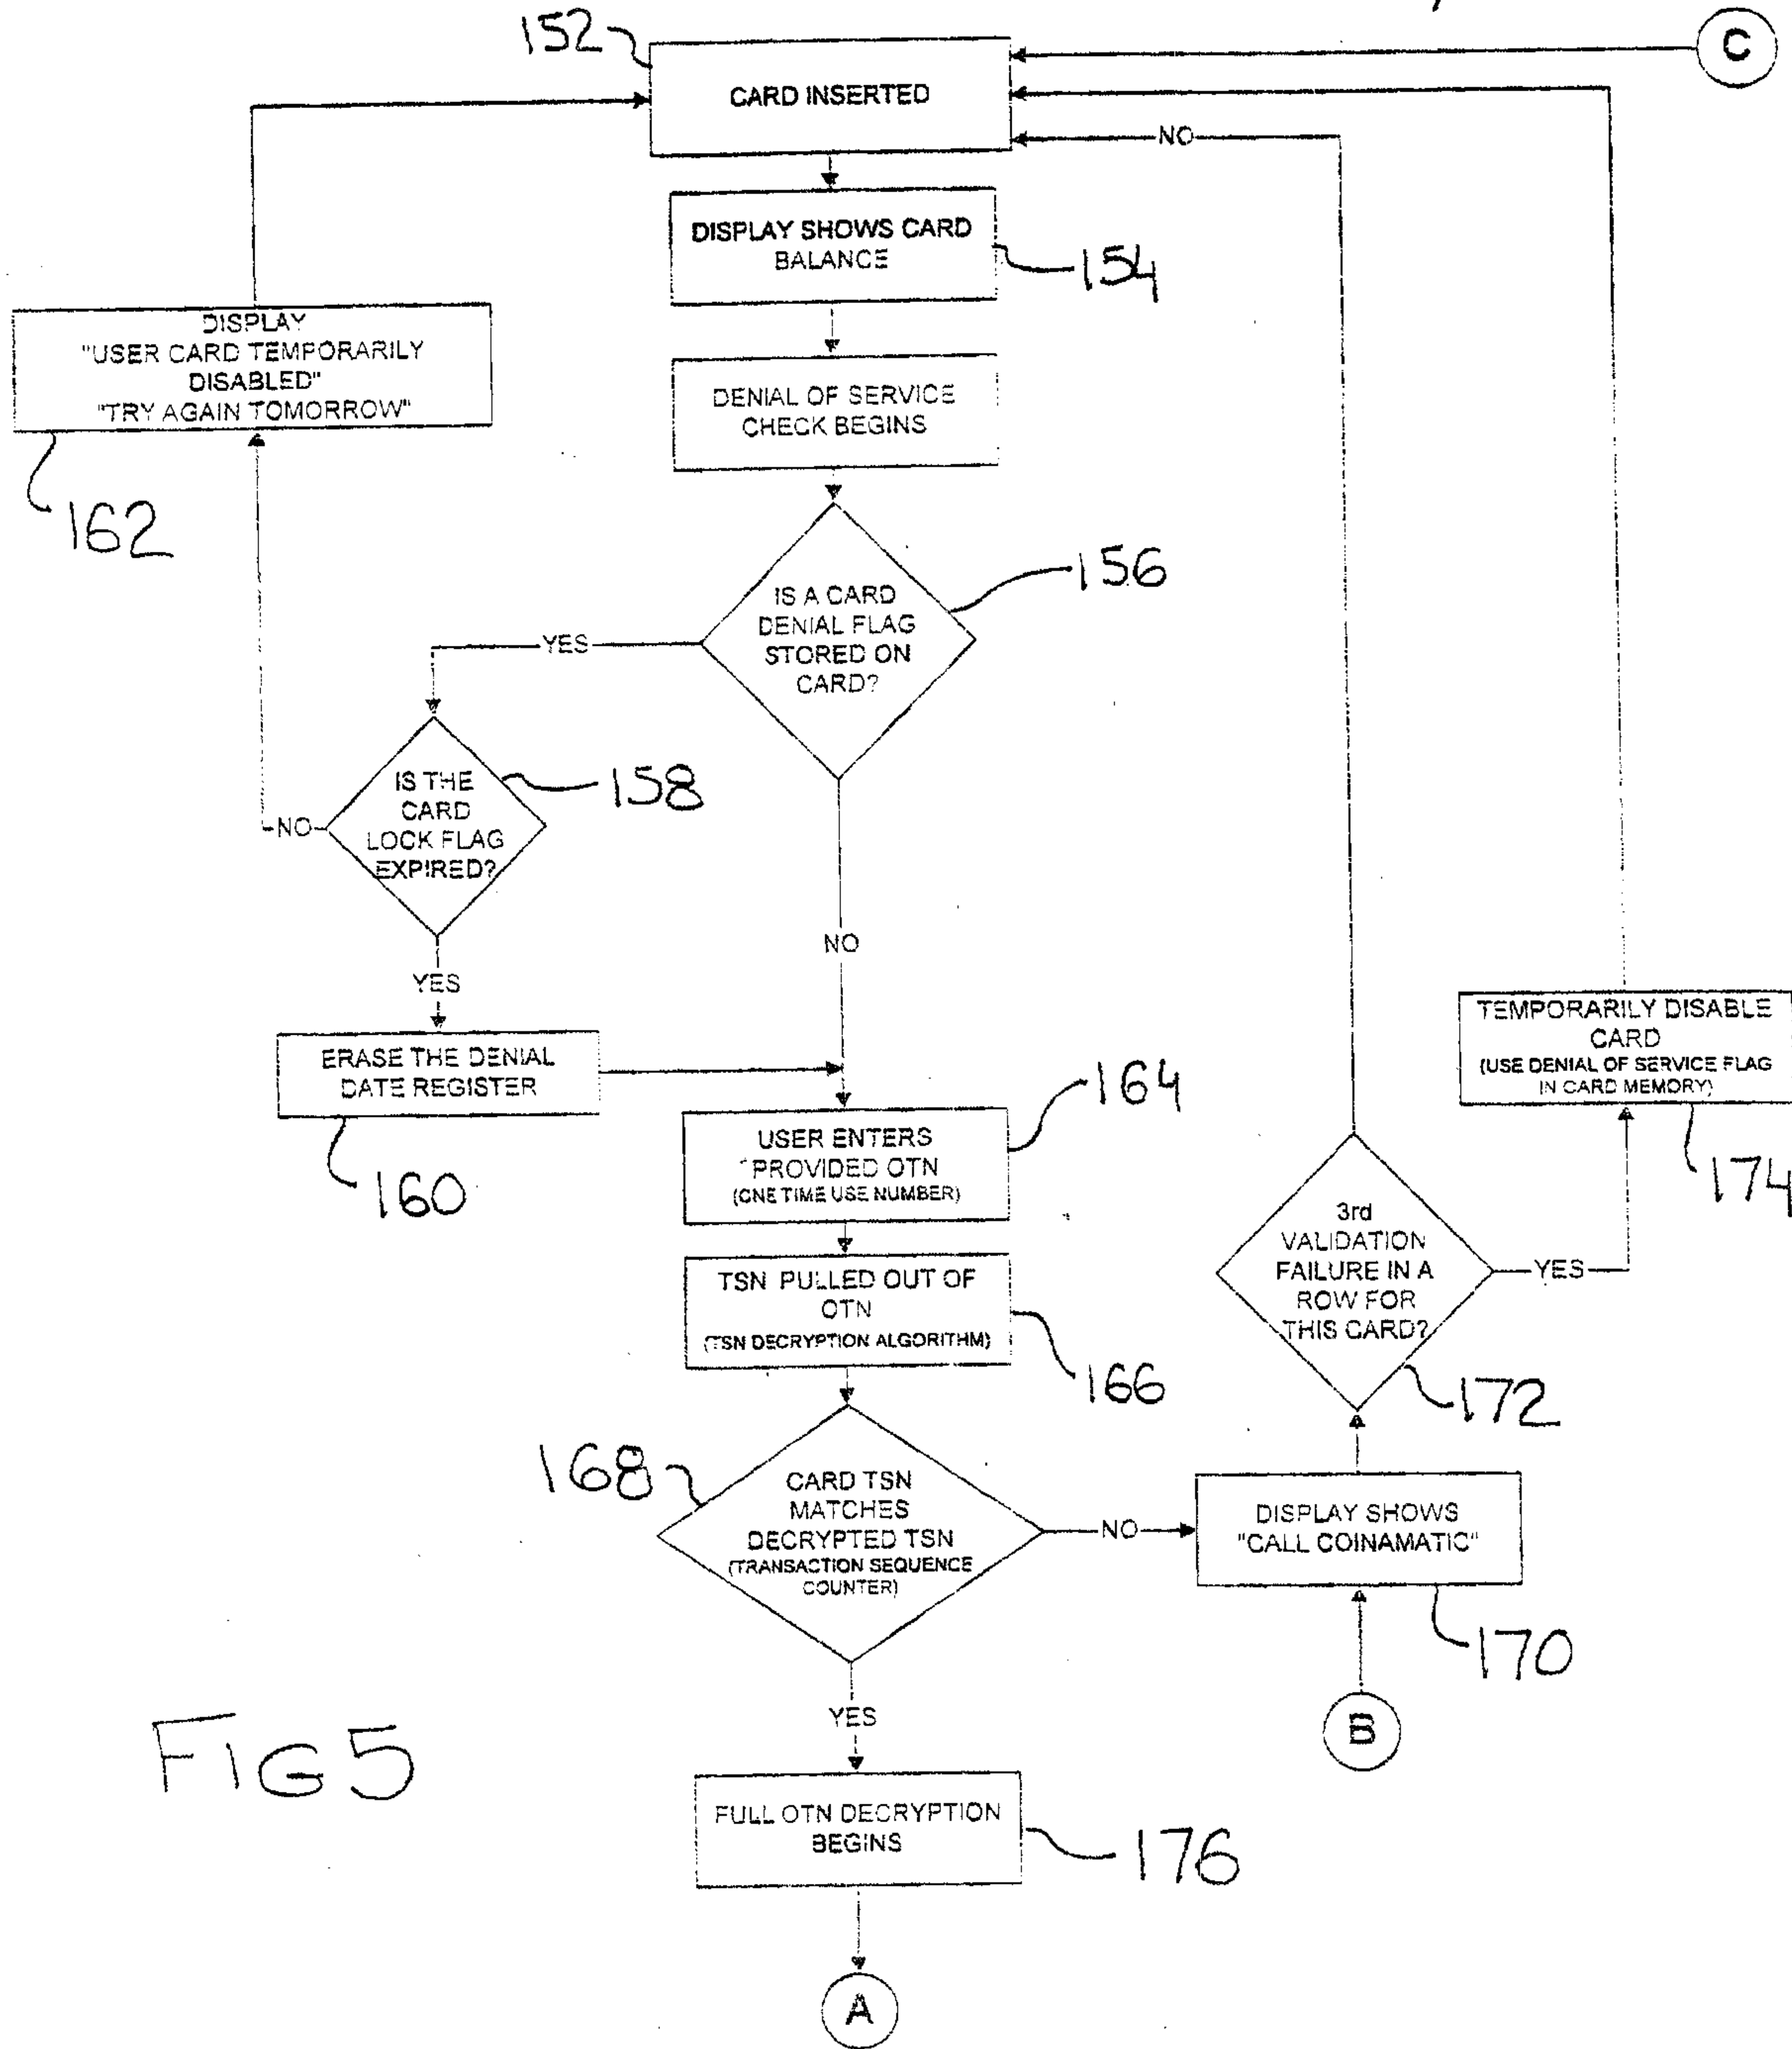 152
C
CARD INSERTED
NO
DISPLAY SHOWS CARD
BALANCE
154
DISPLAY
"USER CARD TEMPORARILY
DISABLED"
"TRY AGAIN TOMORROW"
162
DENIAL OF SERVICE
CHECK BEGINS
IS A CARD
DENIAL FLAG
STORED ON
CARD?
156
YES
IS THE
CARD
LOCK FLAG
EXPIRED?
158
NO
YES
NO
ERASE THE DENIAL
DATE REGISTER
160
TEMPORARILY DISABLE
CARD
(USE DENIAL OF SERVICE FLAG
IN CARD MEMORY)
174
USER ENTERS
PROVIDED OTN
(ONE TIME USE NUMBER)
164
TSN PULLED OUT OF
OTN
(TSN DECRYPTION ALGORITHM)
166
3rd
VALIDATION
FAILURE IN A
ROW FOR
THIS CARD?
YES
172
168
CARD TSN
MATCHES
DECRYPTED TSN
(TRANSACTION SEQUENCE
COUNTER)
NO
DISPLAY SHOWS
"CALL COINAMATIC"
170
YES
B
FIG 5
FULL OTN DECRYPTION
BEGINS
176
A